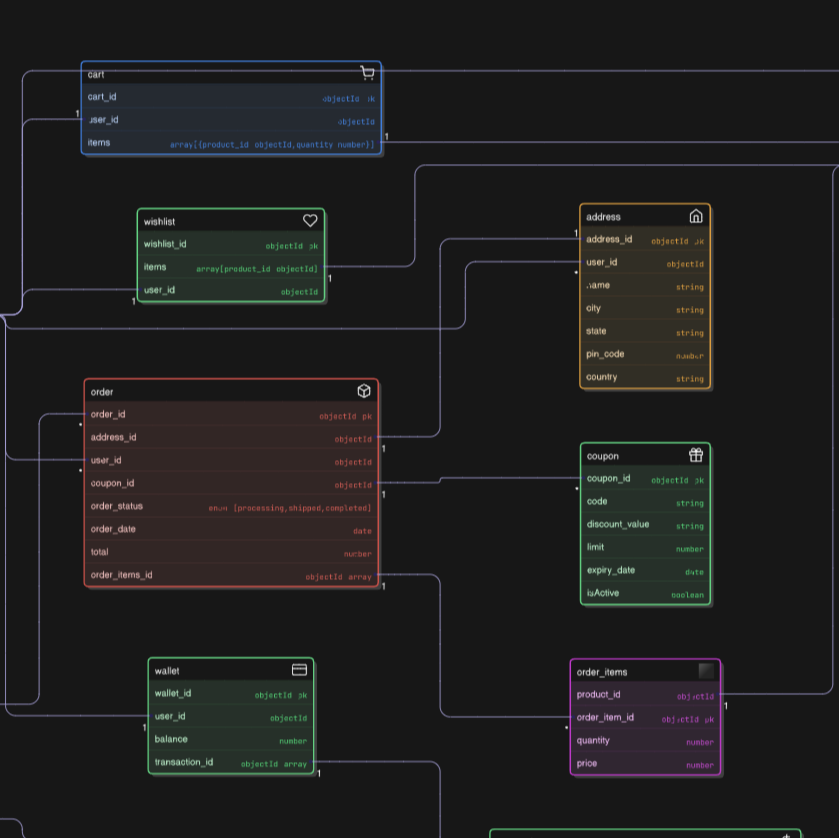 cart
cart_id objectId pk
1
user_id objectId
items array[{product_id objectId,quantity number}]
1
wishlist
wishlist_id objectId pk
items array[product_id objectId]
1
user_id objectId
1
address
1
address_id objectId pk
user_id objectId
name string
city string
state string
pin_code number
country string
order
order_id objectId pk
address_id objectId
1
user_id objectId
coupon_id objectId
1
order_status enum [processing,shipped,completed]
order_date date
total number
order_items_id objectId array
1
coupon
coupon_id objectId pk
code string
discount_value string
limit number
expiry_date date
isActive boolean
wallet
wallet_id objectId pk
user_id objectId
1
balance number
transaction_id objectId array
1
order_items
product_id objectId
1
order_item_id objectId pk
quantity number
price number